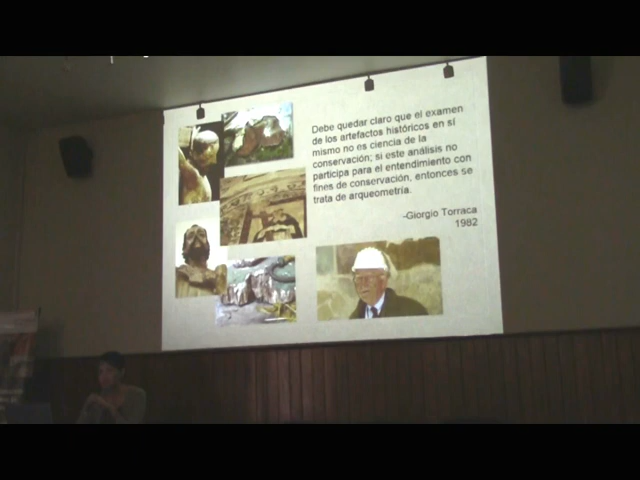 Debe quedar claro que el examen
de los artefactos históricos en sí
mismo no es ciencia de la
conservación; si este análisis no
participa para el entendimiento con
fines de conservación, entonces se
trata de arqueometría.
-Giorgio Torraca
1982